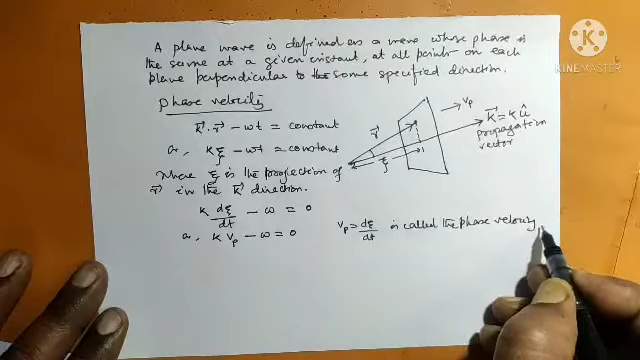 A plane wave is defined as a wave whose phase is
the same at a given instant, at all points on each
plane perpendicular to the some specified direction.
KINEMASTER
Phase velocity
k⃗ . r⃗ - ωt = constant
or, kξ - ωt = constant
Where ξ is the projection of
r⃗ in the k⃗ direction.
k dξ/dt - ω = 0
or, k vₚ - ω = 0
vₚ
r⃗
ξ
k⃗ = k û
propagation
vector
vₚ = dξ/dt is called the phase velocity